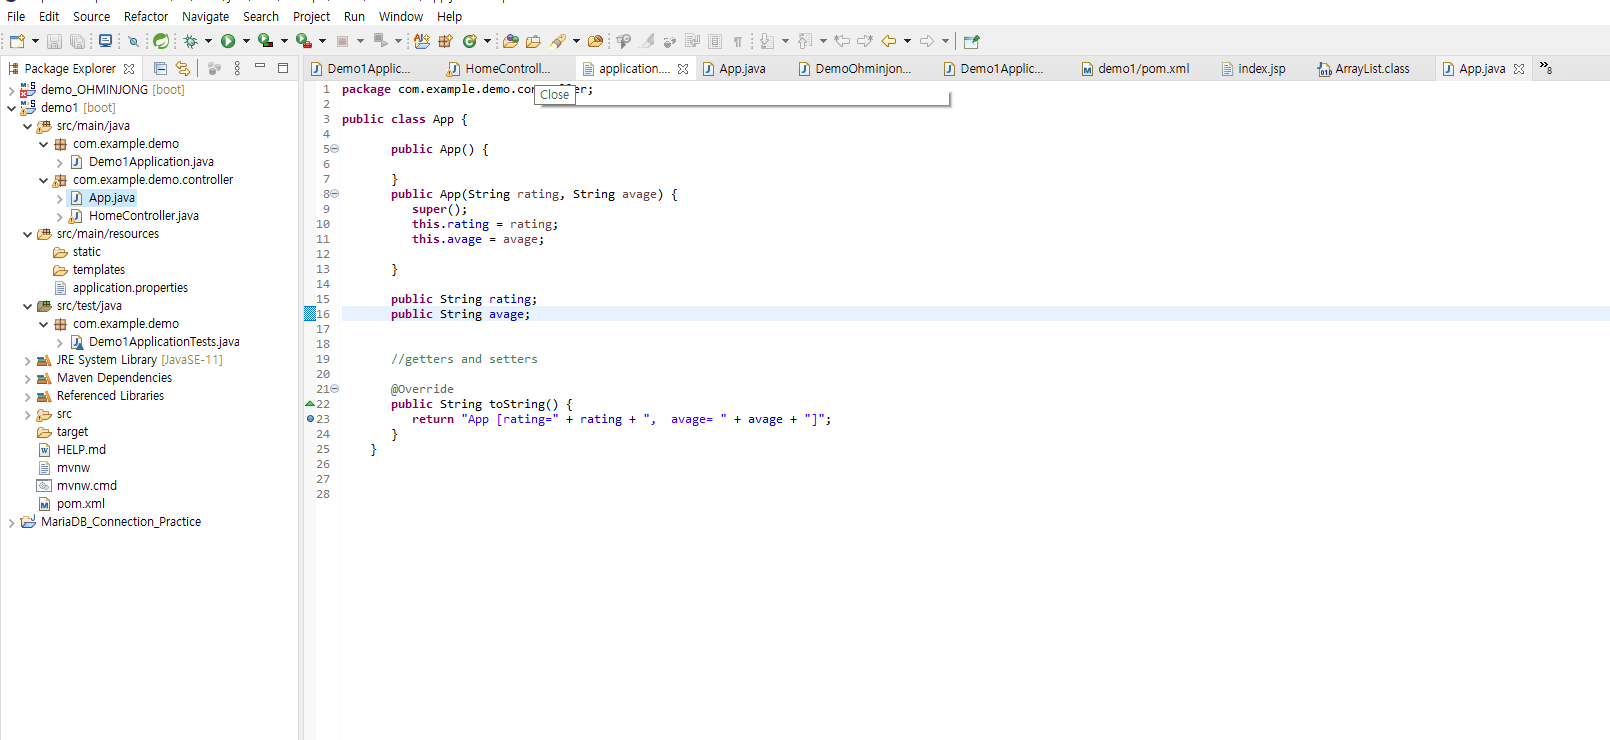 File Edit Source Refactor Navigate Search Project Run Window Help
Package Explorer
Demo1Applic... HomeControll... application.... App.java DemoOhminjon... Demo1Applic... demo1/pom.xml index.jsp ArrayList.class App.java »8
Close
demo_OHMINJONG [boot]
demo1 [boot]
src/main/java
com.example.demo
Demo1Application.java
com.example.demo.controller
App.java
HomeController.java
src/main/resources
static
templates
application.properties
src/test/java
com.example.demo
Demo1ApplicationTests.java
JRE System Library [JavaSE-11]
Maven Dependencies
Referenced Libraries
src
target
HELP.md
mvnw
mvnw.cmd
pom.xml
MariaDB_Connection_Practice
1 package com.example.demo.con er;
2
3 public class App {
4
5 public App() {
6
7 }
8 public App(String rating, String avage) {
9 super();
10 this.rating = rating;
11 this.avage = avage;
12
13 }
14
15 public String rating;
16 public String avage;
17
18
19 //getters and setters
20
21 @Override
22 public String toString() {
23 return "App [rating=" + rating + ",  avage= " + avage + "]";
24 }
25 }
26
27
28